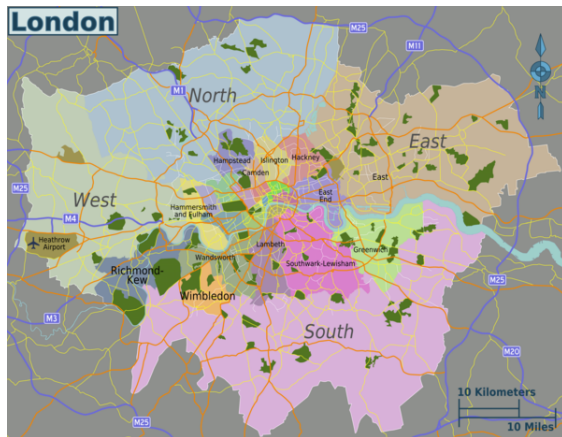 London
M11
M1
North
N
M25
East
Hampstead
Islington
Hackney
Camden
East
West
East
End
Hammersmith
and Fulham
M4
Heathrow
Airport
Lambeth
Greenwich
Wandsworth
Southwark-Lewisham
Richmond-
Kew
M25
Wimbledon
M3
South
M20
10 Kilometers
M25
10 Miles